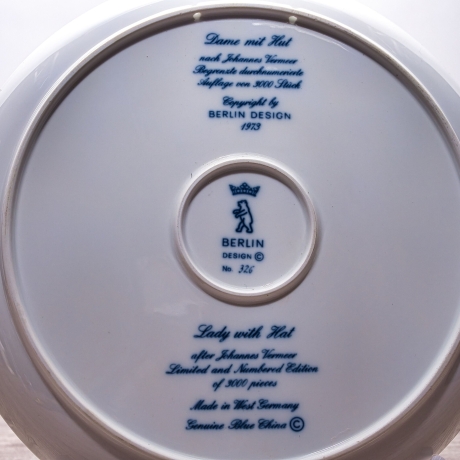 Dame mit Hut
nach Johannes Vermeer
Begrenzte durchnumerierte
Auflage von 3000 Stück
Copyright by
BERLIN DESIGN
1973
BERLIN
DESIGN ©
No. 326
Lady with Hat
after Johannes Vermeer
Limited and Numbered Edition
of 3000 pieces
Made in West Germany
Genuine Blue China ©